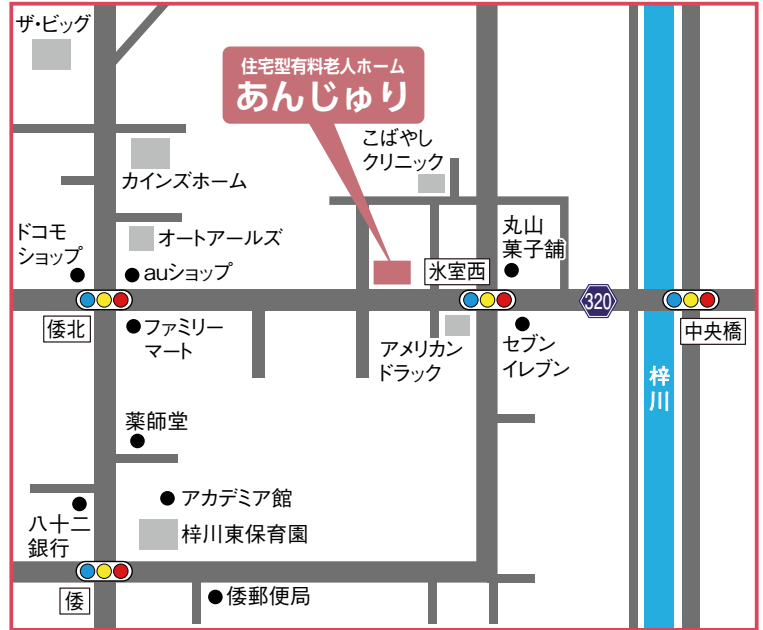 ザ・ビッグ
住宅型有料老人ホーム
あんじゅり
こばやし
クリニック
カインズホーム
ドコモ
ショップ
オートアールズ
auショップ
丸山
菓子舗
氷室西
320
倭北
ファミリー
マート
アメリカン
ドラック
セブン
イレブン
中央橋
梓川
薬師堂
アカデミア館
八十二
銀行
梓川東保育園
倭
倭郵便局